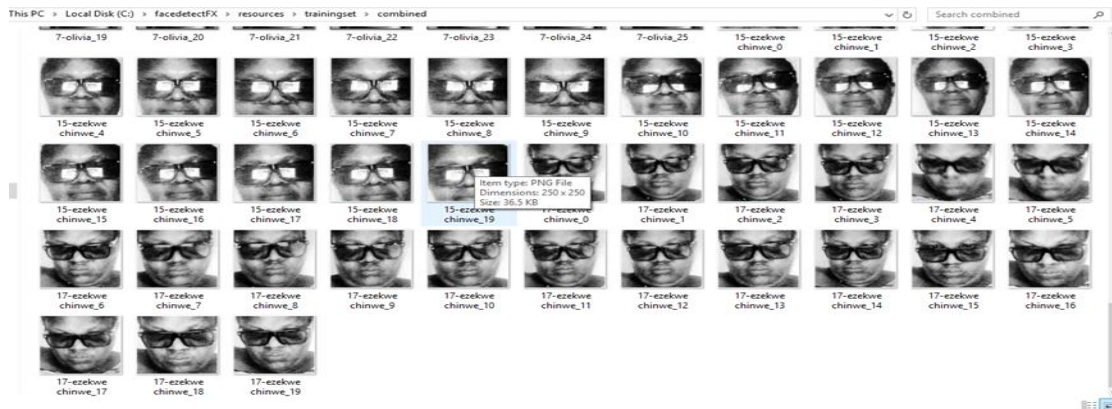 This PC > Local Disk (C:) > facedetectFX > resources > trainingset > combined
Search combined
7-olivia_19 7-olivia_20 7-olivia_21 7-olivia_22 7-olivia_23 7-olivia_24 7-olivia_25 15-ezekwe 15-ezekwe 15-ezekwe 15-ezekwe
chinwe_0 chinwe_1 chinwe_2 chinwe_3
15-ezekwe 15-ezekwe 15-ezekwe 15-ezekwe 15-ezekwe 15-ezekwe 15-ezekwe 15-ezekwe 15-ezekwe 15-ezekwe 15-ezekwe
chinwe_4 chinwe_5 chinwe_6 chinwe_7 chinwe_8 chinwe_9 chinwe_10 chinwe_11 chinwe_12 chinwe_13 chinwe_14
Item type: PNG File
Dimensions: 250 x 250
Size: 36.5 KB
15-ezekwe 15-ezekwe 15-ezekwe 15-ezekwe 15-ezekwe 17-ezekwe 17-ezekwe 17-ezekwe 17-ezekwe 17-ezekwe 17-ezekwe
chinwe_15 chinwe_16 chinwe_17 chinwe_18 chinwe_19 chinwe_0 chinwe_1 chinwe_2 chinwe_3 chinwe_4 chinwe_5
17-ezekwe 17-ezekwe 17-ezekwe 17-ezekwe 17-ezekwe 17-ezekwe 17-ezekwe 17-ezekwe 17-ezekwe 17-ezekwe 17-ezekwe
chinwe_6 chinwe_7 chinwe_8 chinwe_9 chinwe_10 chinwe_11 chinwe_12 chinwe_13 chinwe_14 chinwe_15 chinwe_16
17-ezekwe 17-ezekwe 17-ezekwe
chinwe_17 chinwe_18 chinwe_19